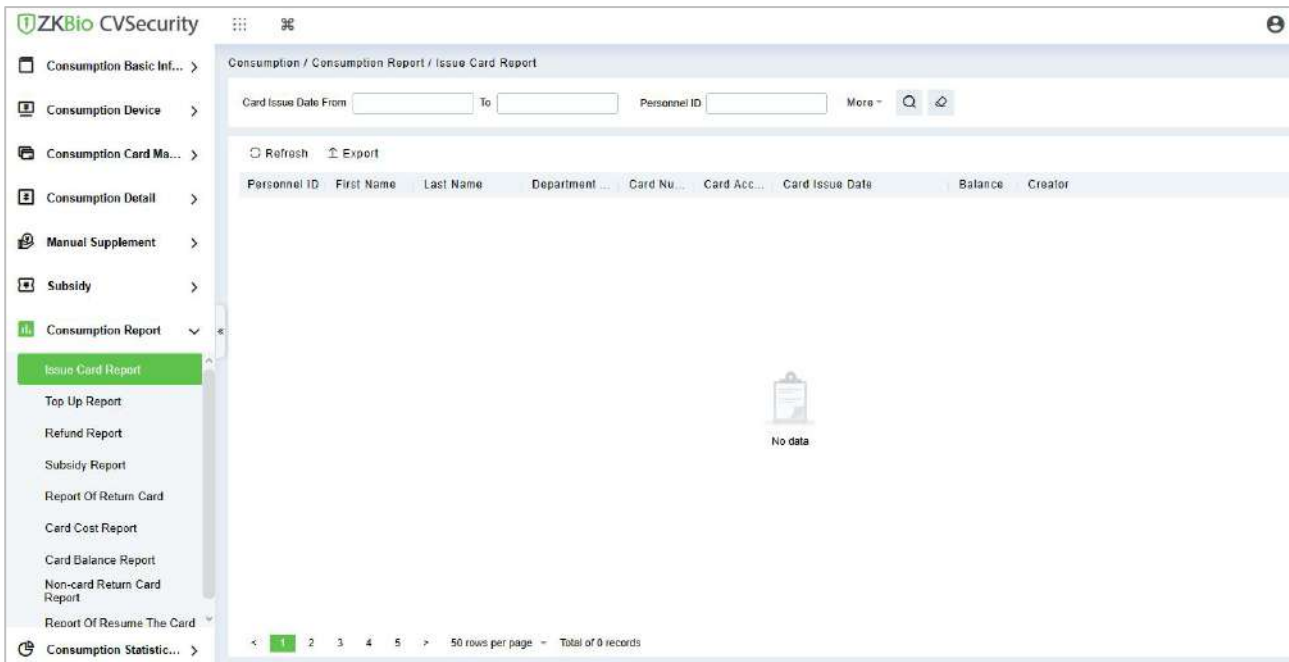 ZKBio CVSecurity
Consumption Basic Inf...
Consumption Device
Consumption Card Ma...
Consumption Detail
Manual Supplement
Subsidy
Consumption Report
Issue Card Report
Top Up Report
Refund Report
Subsidy Report
Report Of Return Card
Card Cost Report
Card Balance Report
Non-card Return Card
Report
Report Of Resume The Card
Consumption Statistic...
Consumption / Consumption Report / Issue Card Report
Card Issue Date From To Personnel ID More
Refresh Export
Personnel ID First Name Last Name Department ... Card Nu... Card Acc... Card Issue Date Balance Creator
No data
< 1 2 3 4 5 > 50 rows per page Total of 0 records